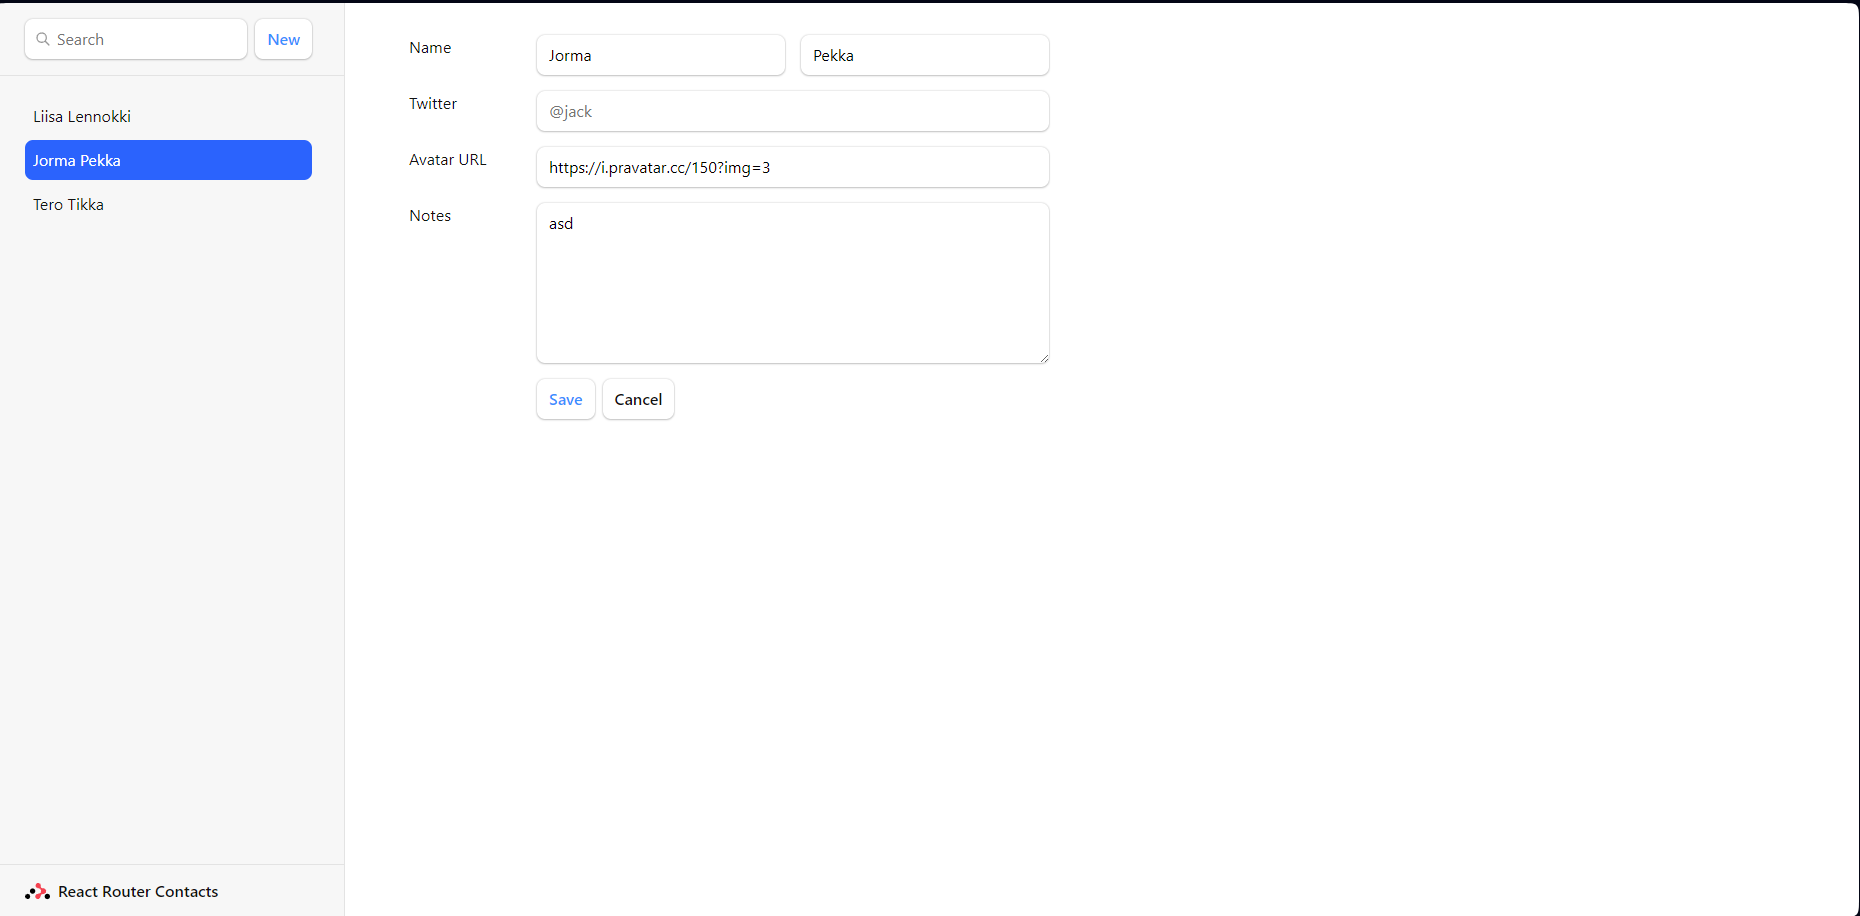 Search
New
Liisa Lennokki
Jorma Pekka
Tero Tikka
React Router Contacts
Name
Jorma
Pekka
Twitter
@jack
Avatar URL
https://i.pravatar.cc/150?img=3
Notes
asd
Save
Cancel